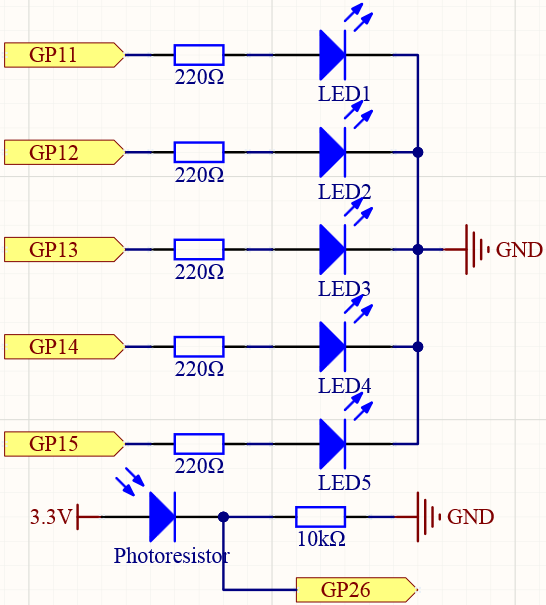 GP11
220Ω
LED1
GP12
220Ω
LED2
GP13
220Ω
LED3
GND
GP14
220Ω
LED4
GP15
220Ω
LED5
3.3V
Photoresistor
10kΩ
GND
GP26